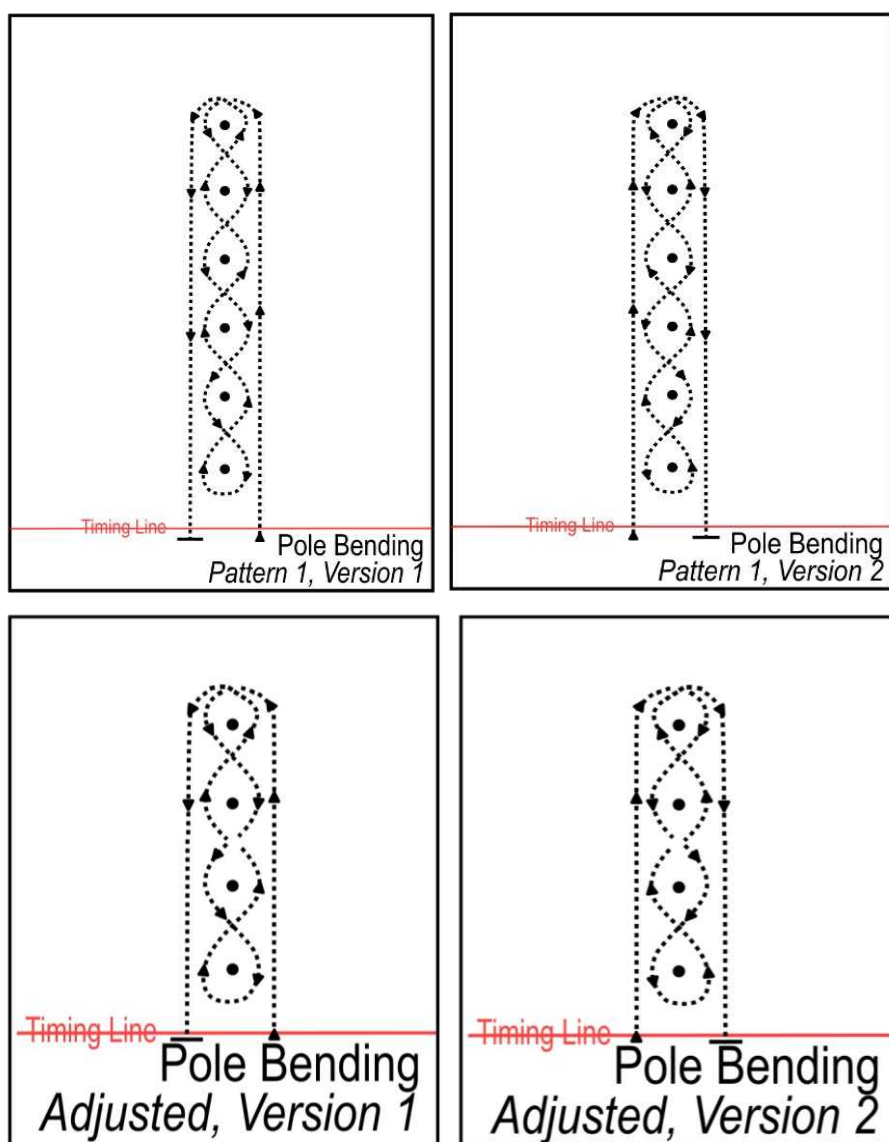 Timing Line
Pole Bending
Pattern 1, Version 1
Timing Line
Pole Bending
Pattern 1, Version 2
Timing Line
Pole Bending
Adjusted, Version 1
Timing Line
Pole Bending
Adjusted, Version 2